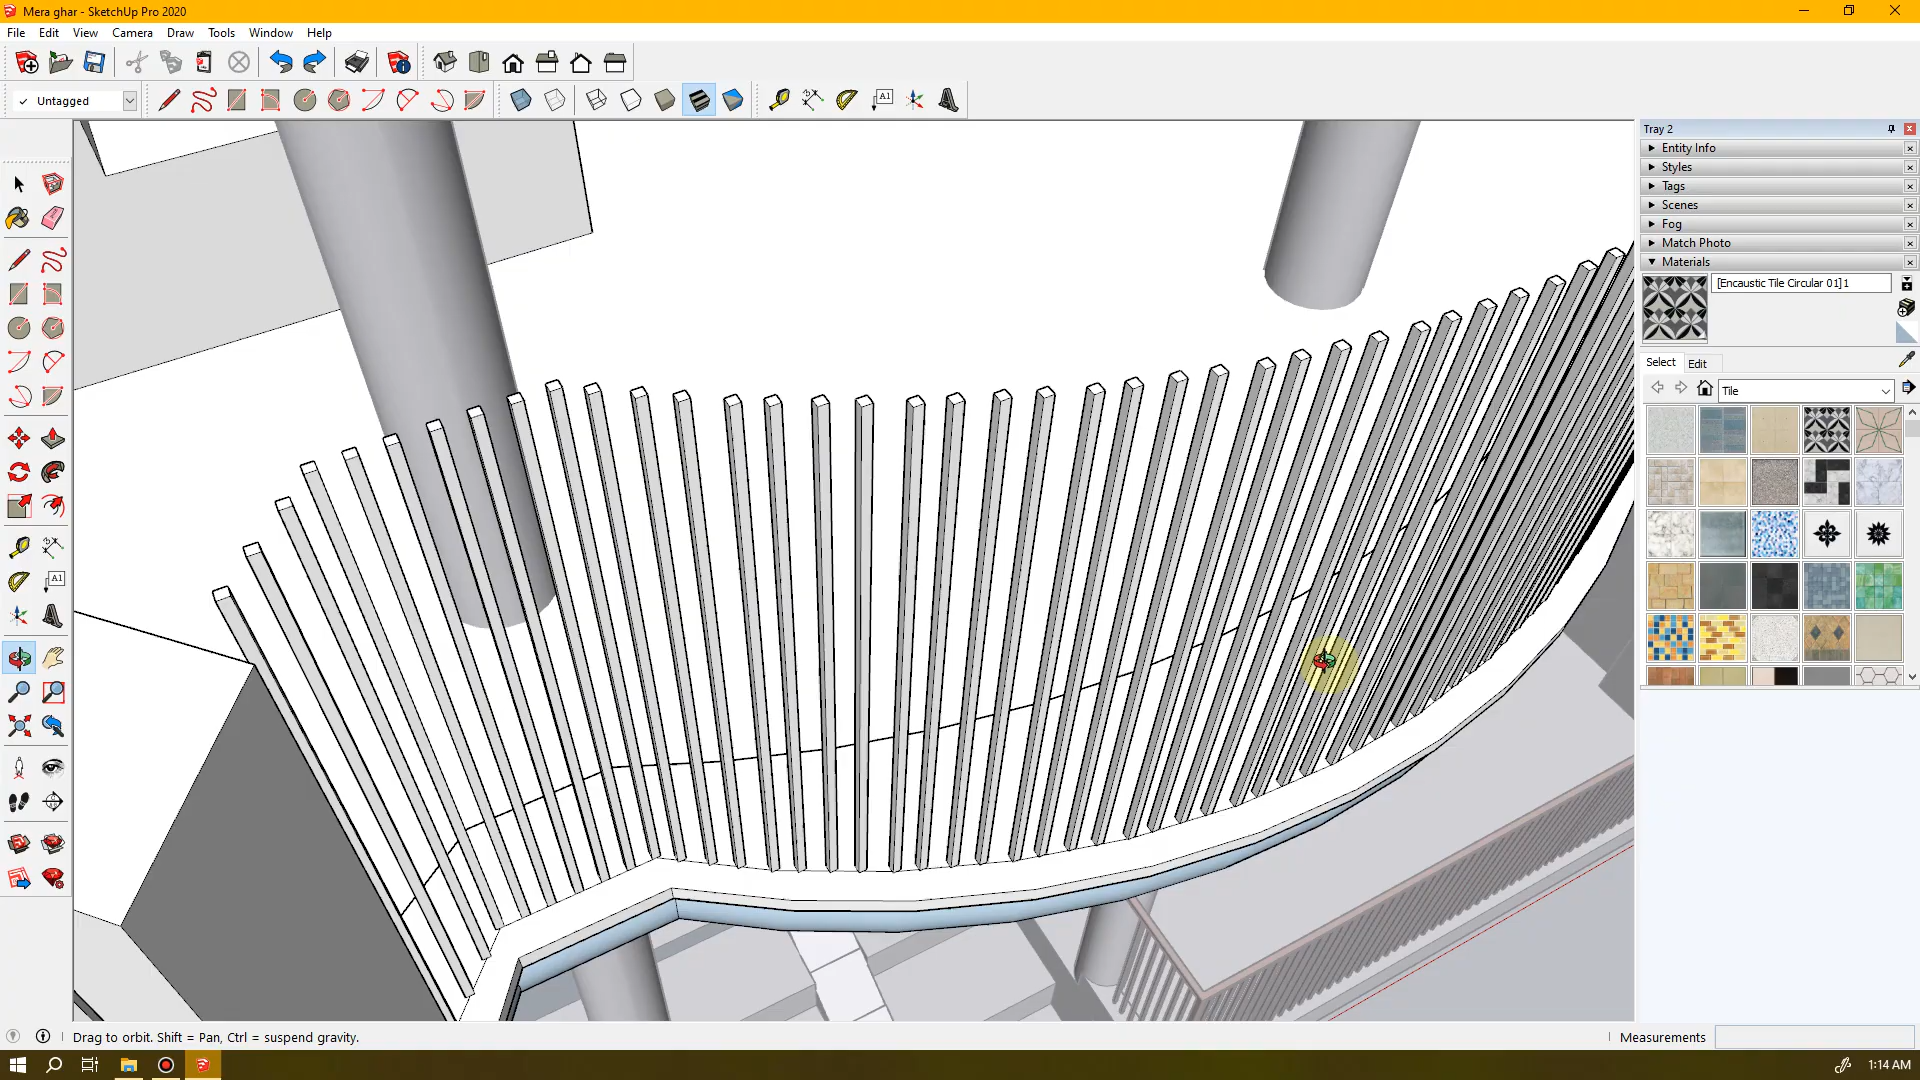 Mera ghar - SketchUp Pro 2020
File Edit View Camera Draw Tools Window Help
Untagged
A1
Tray 2
Entity Info
Styles
Tags
Scenes
Fog
Match Photo
Materials
[Encaustic Tile Circular 01]1
Select Edit
Tile
A1
Drag to orbit. Shift = Pan, Ctrl = suspend gravity.
Measurements
1:14 AM